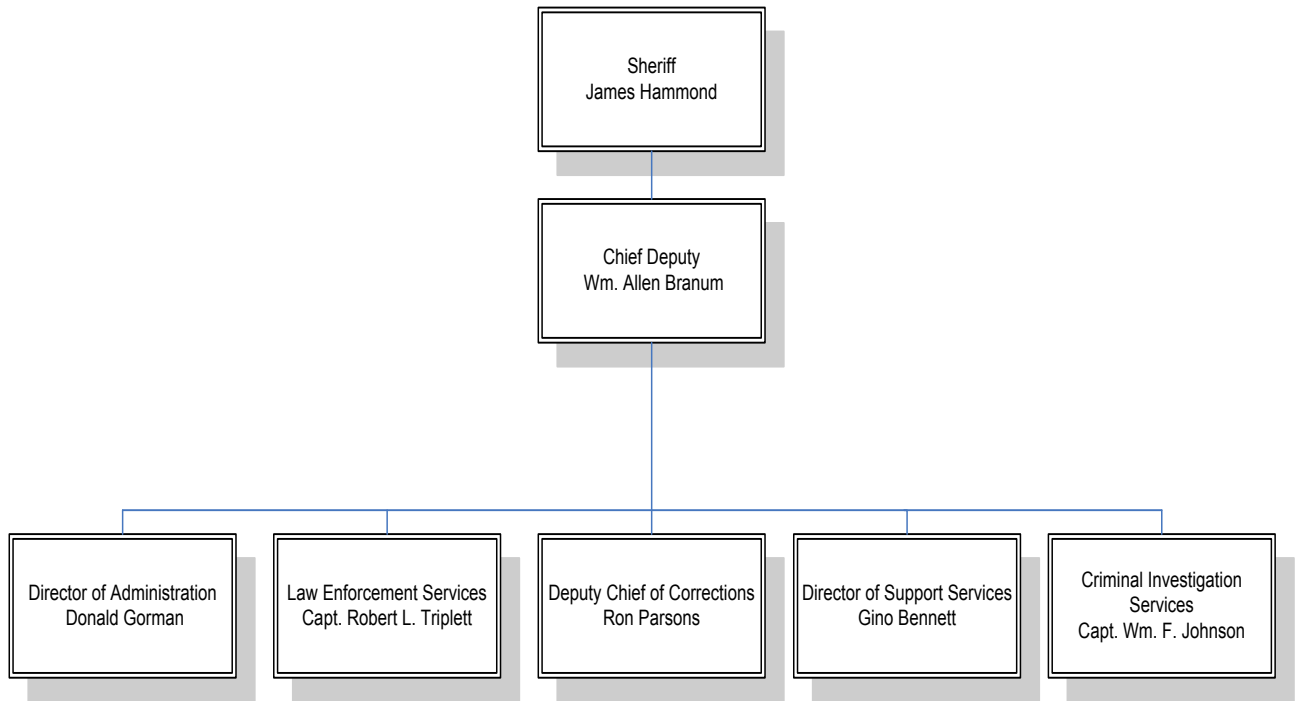 Sheriff
James Hammond
Chief Deputy
Wm. Allen Branum
Director of Administration
Donald Gorman
Law Enforcement Services
Capt. Robert L. Triplett
Deputy Chief of Corrections
Ron Parsons
Director of Support Services
Gino Bennett
Criminal Investigation
Services
Capt. Wm. F. Johnson